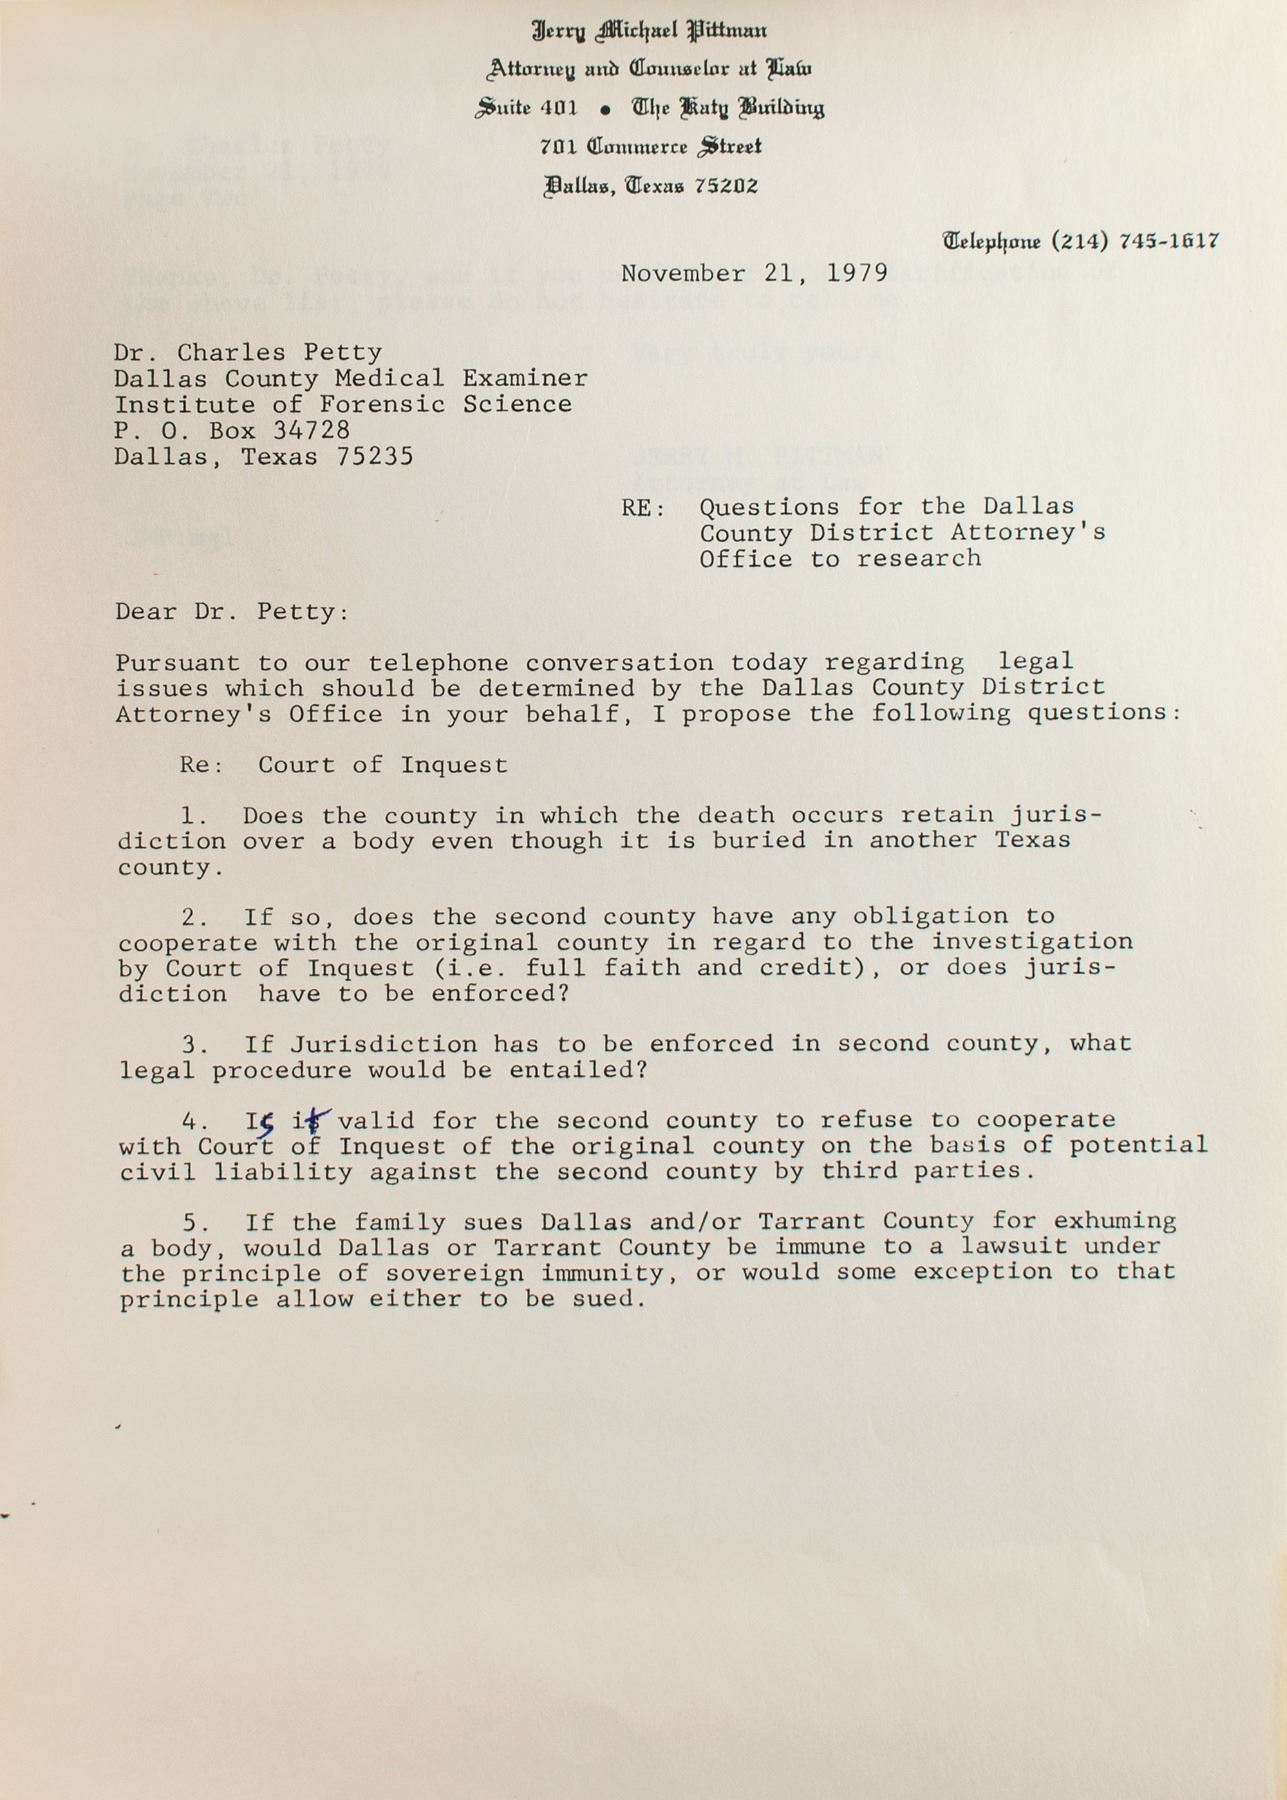 Jerry Michael Pittman
Attorney and Counselor at Law
Suite 401 • The Katy Building
701 Commerce Street
Dallas, Texas 75202
Telephone (214) 745-1617
November 21, 1979
Dr. Charles Petty
Dallas County Medical Examiner
Institute of Forensic Science
P. O. Box 34728
Dallas, Texas 75235
RE: Questions for the Dallas
County District Attorney's
Office to research
Dear Dr. Petty:
Pursuant to our telephone conversation today regarding legal
issues which should be determined by the Dallas County District
Attorney's Office in your behalf, I propose the following questions:
Re: Court of Inquest
1. Does the county in which the death occurs retain juris-
diction over a body even though it is buried in another Texas
county.
2. If so, does the second county have any obligation to
cooperate with the original county in regard to the investigation
by Court of Inquest (i.e. full faith and credit), or does juris-
diction have to be enforced?
3. If Jurisdiction has to be enforced in second county, what
legal procedure would be entailed?
4. Is it valid for the second county to refuse to cooperate
with Court of Inquest of the original county on the basis of potential
civil liability against the second county by third parties.
5. If the family sues Dallas and/or Tarrant County for exhuming
a body, would Dallas or Tarrant County be immune to a lawsuit under
the principle of sovereign immunity, or would some exception to that
principle allow either to be sued.